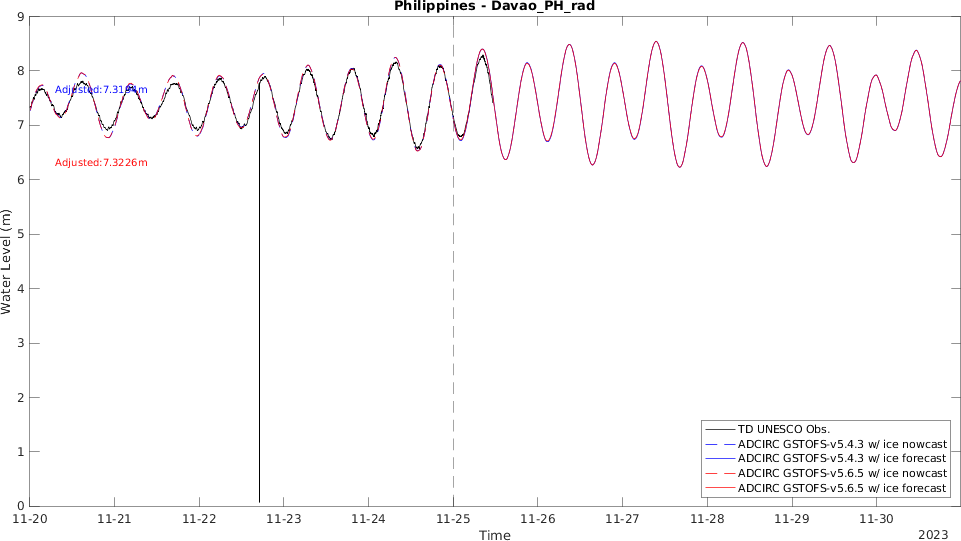 Philippines - Davao_PH_rad
9
8
7
6
5
4
3
2
1
0
Water Level (m)
Adjusted:7.3194m
Adjusted:7.3226m
TD UNESCO Obs.
ADCIRC GSTOFS-v5.4.3 w/ ice nowcast
ADCIRC GSTOFS-v5.4.3 w/ ice forecast
ADCIRC GSTOFS-v5.6.5 w/ ice nowcast
ADCIRC GSTOFS-v5.6.5 w/ ice forecast
11-20 11-21 11-22 11-23 11-24 11-25 11-26 11-27 11-28 11-29 11-30
Time
2023